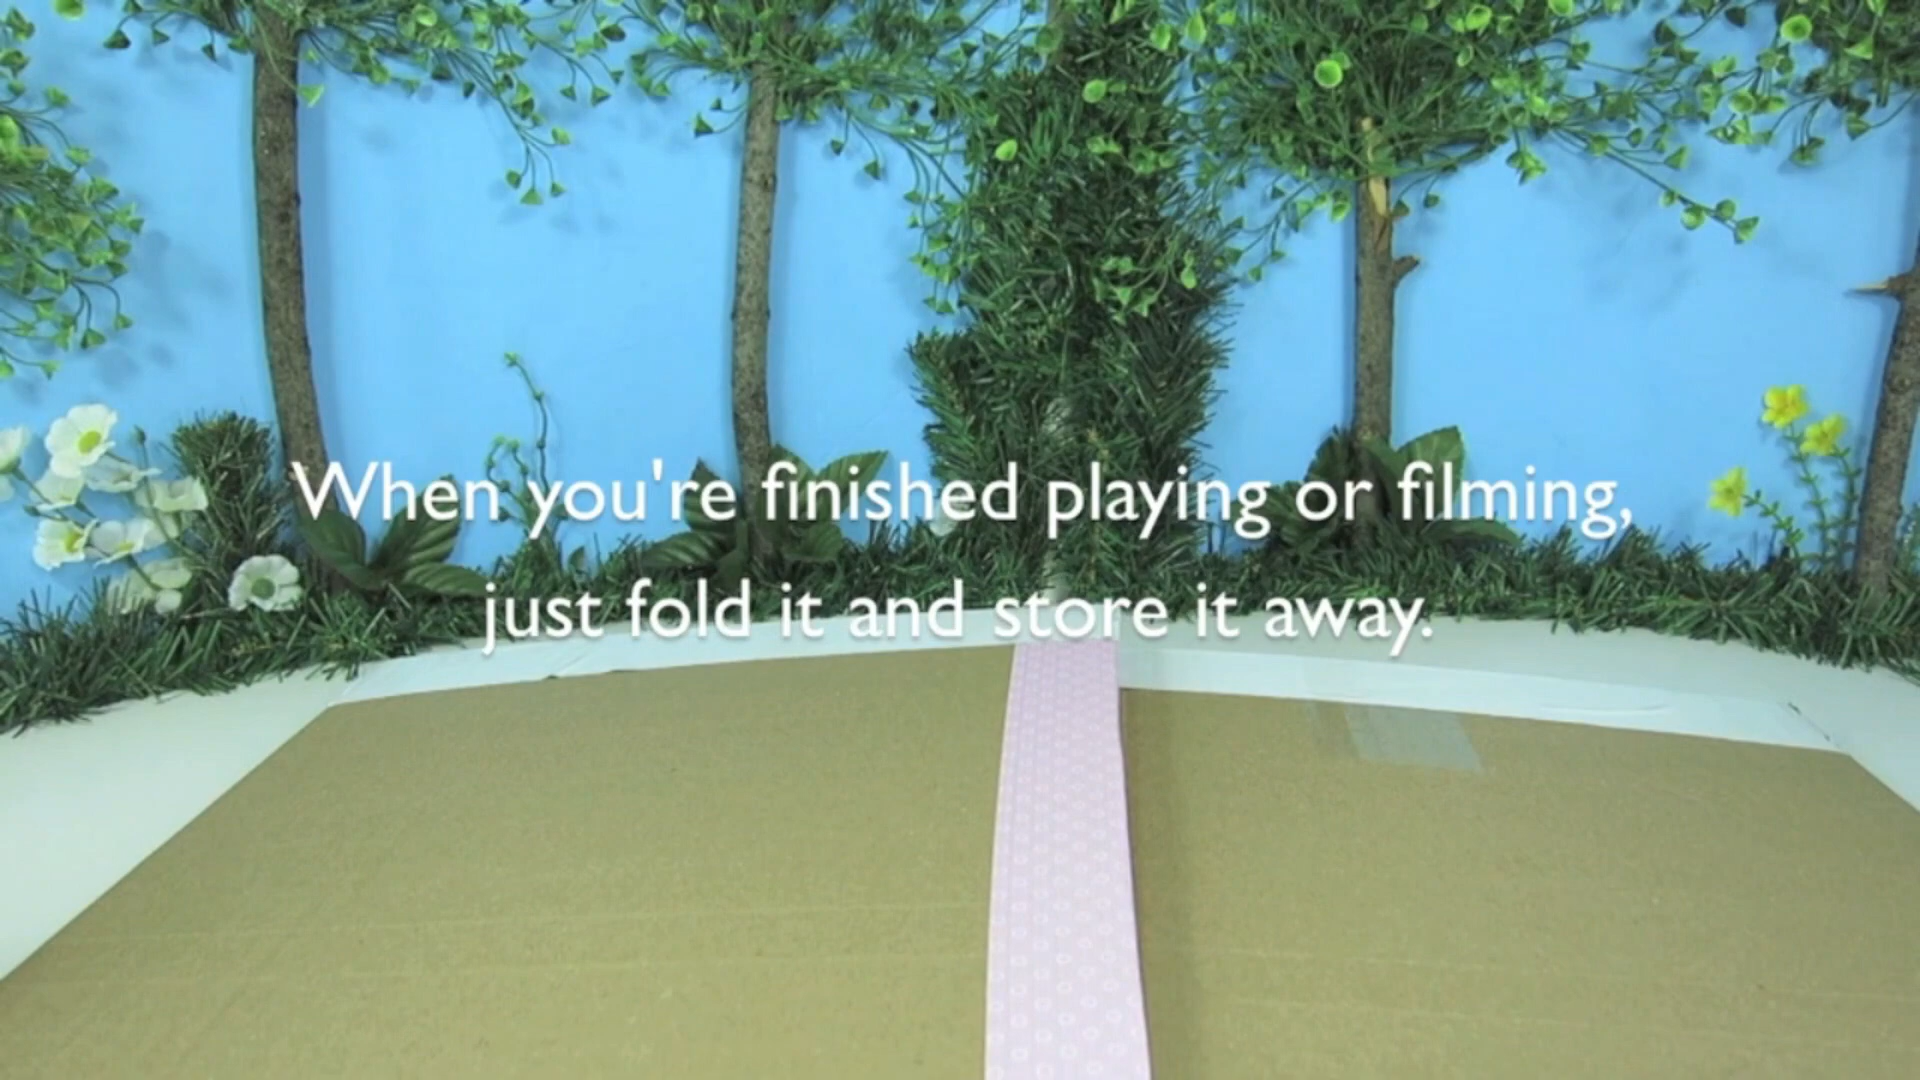 When you're finished playing or filming,
just fold it and store it away.